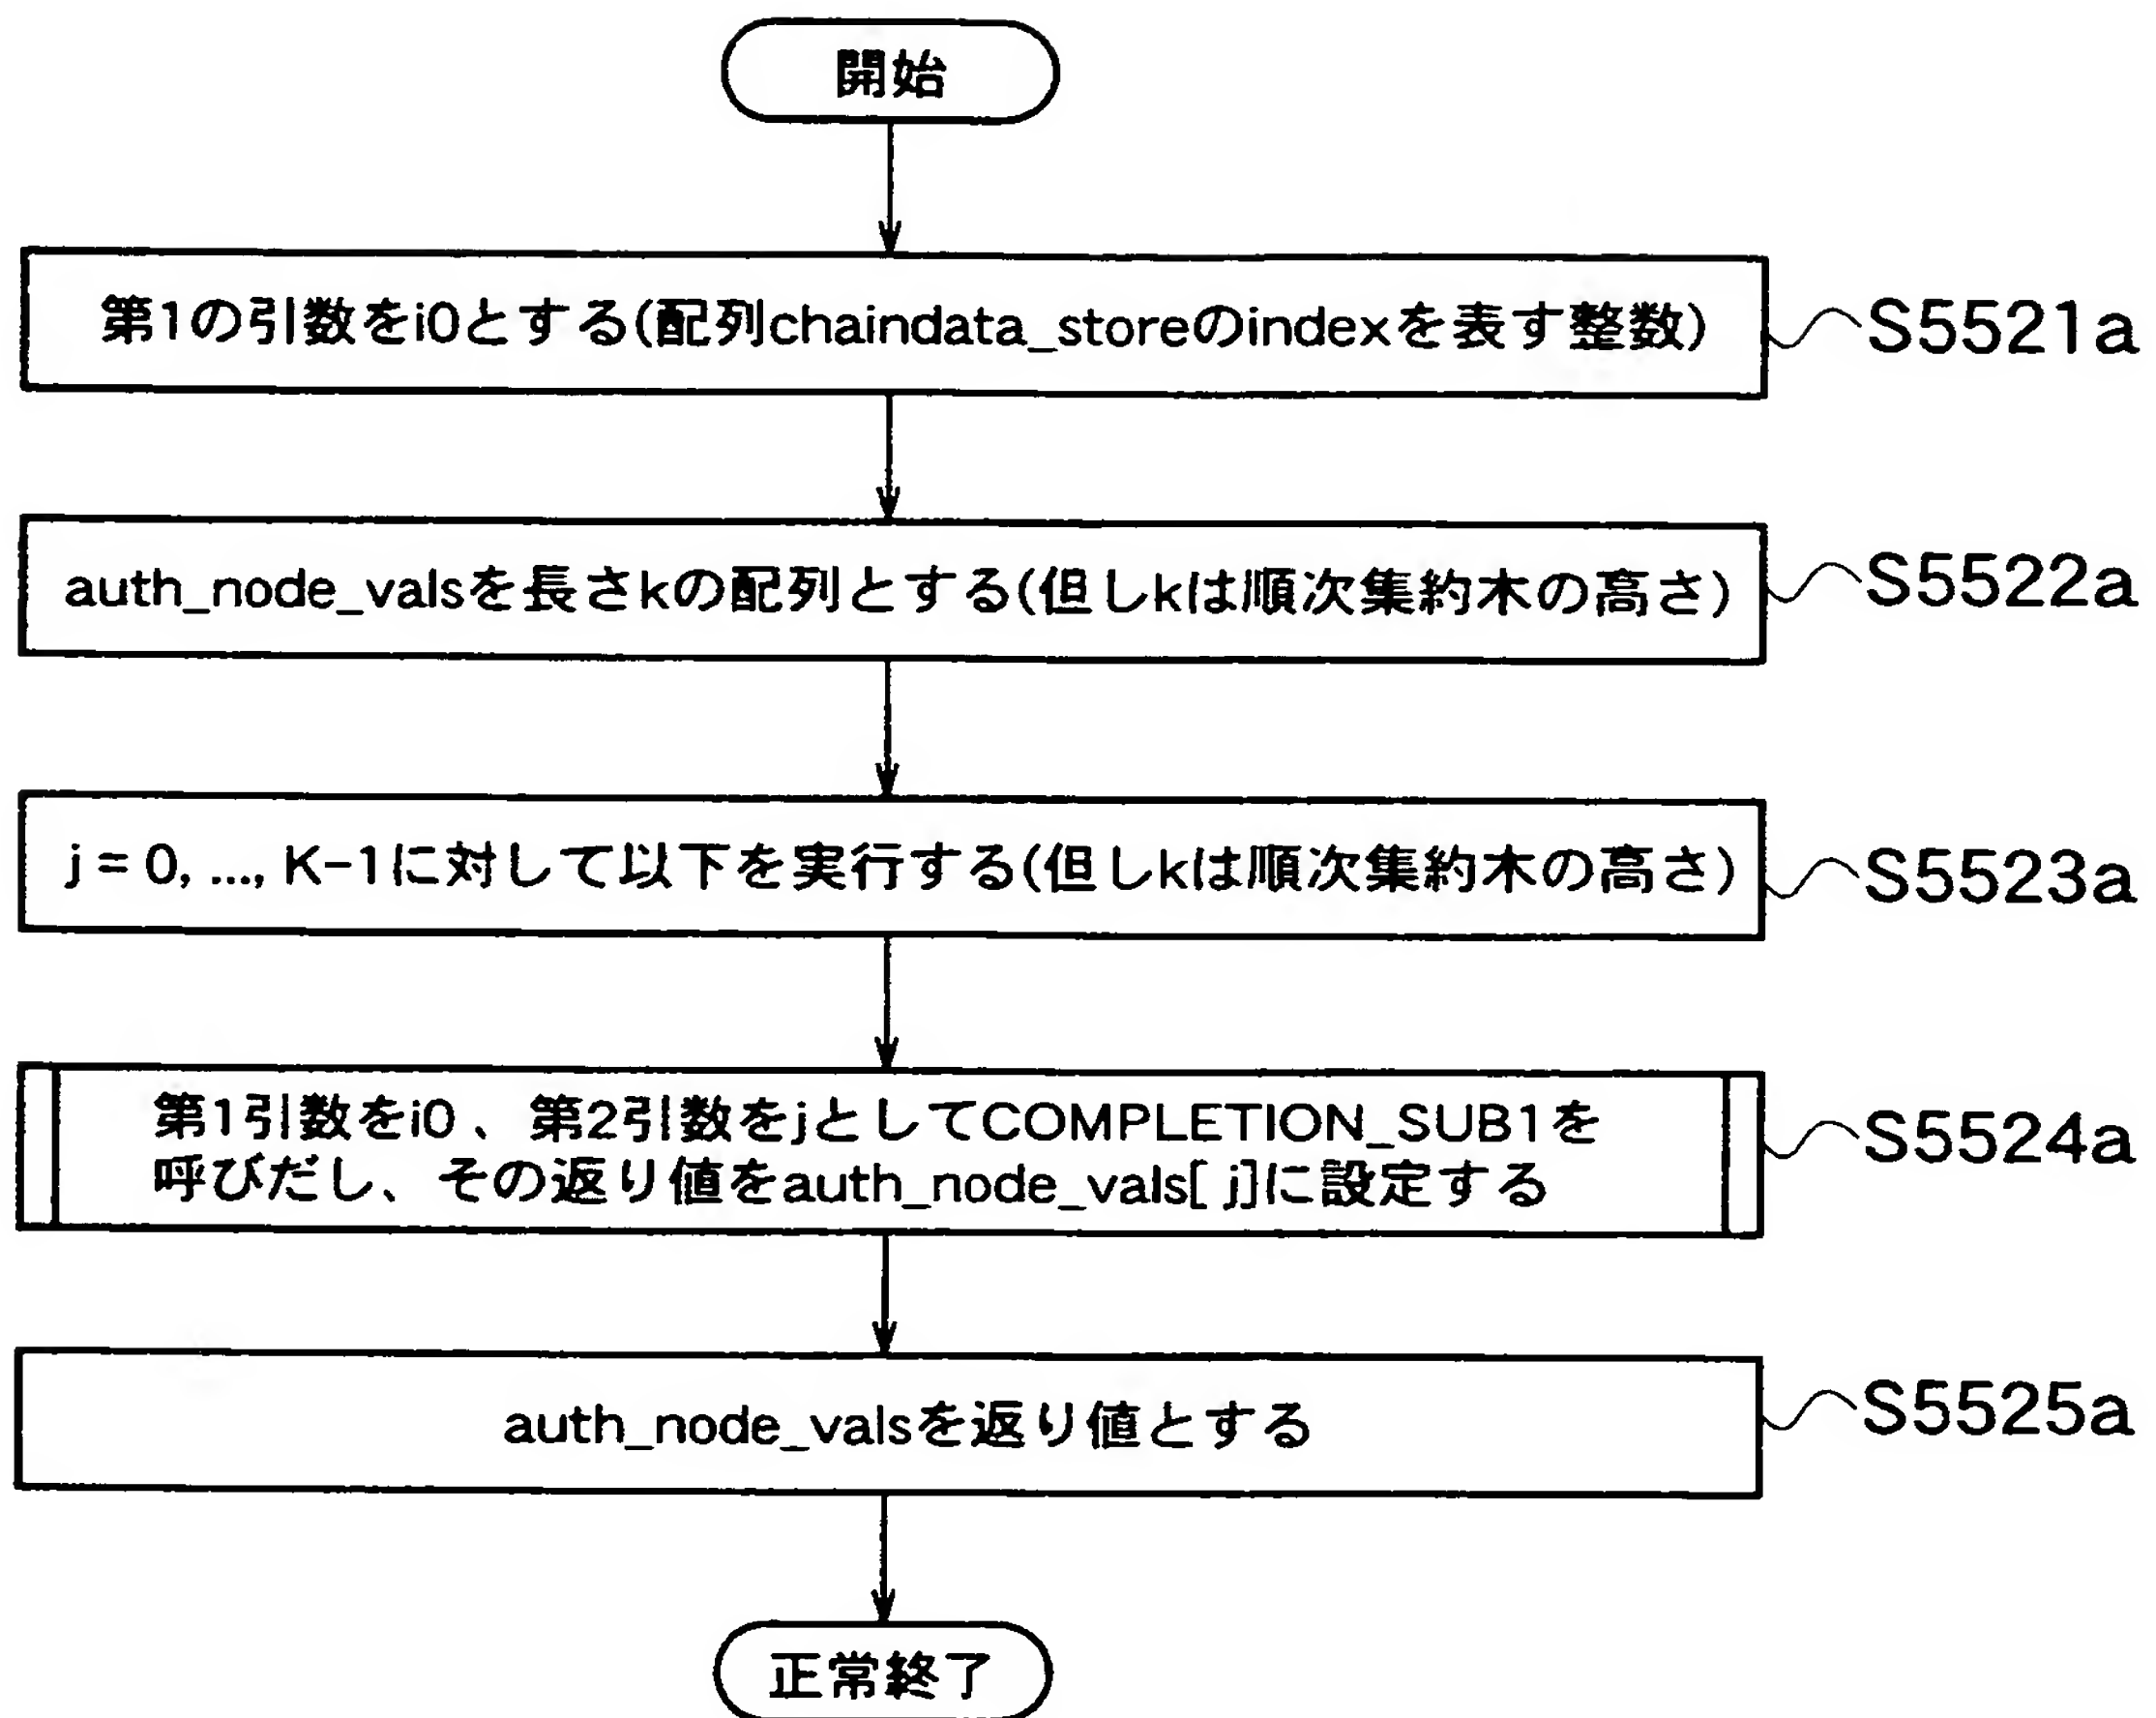 開始
第1の引数をi0とする(配列chaindata_storeのindexを表す整数)
S5521a
auth_node_valsを長さkの配列とする(但しkは順次集約木の高さ)
S5522a
j = 0, ..., K-1に対して以下を実行する(但しkは順次集約木の高さ)
S5523a
第1引数をi0、第2引数をjとしてCOMPLETION_SUB1を
呼びだし、その返り値をauth_node_vals[ j]に設定する
S5524a
auth_node_valsを返り値とする
S5525a
正常終了